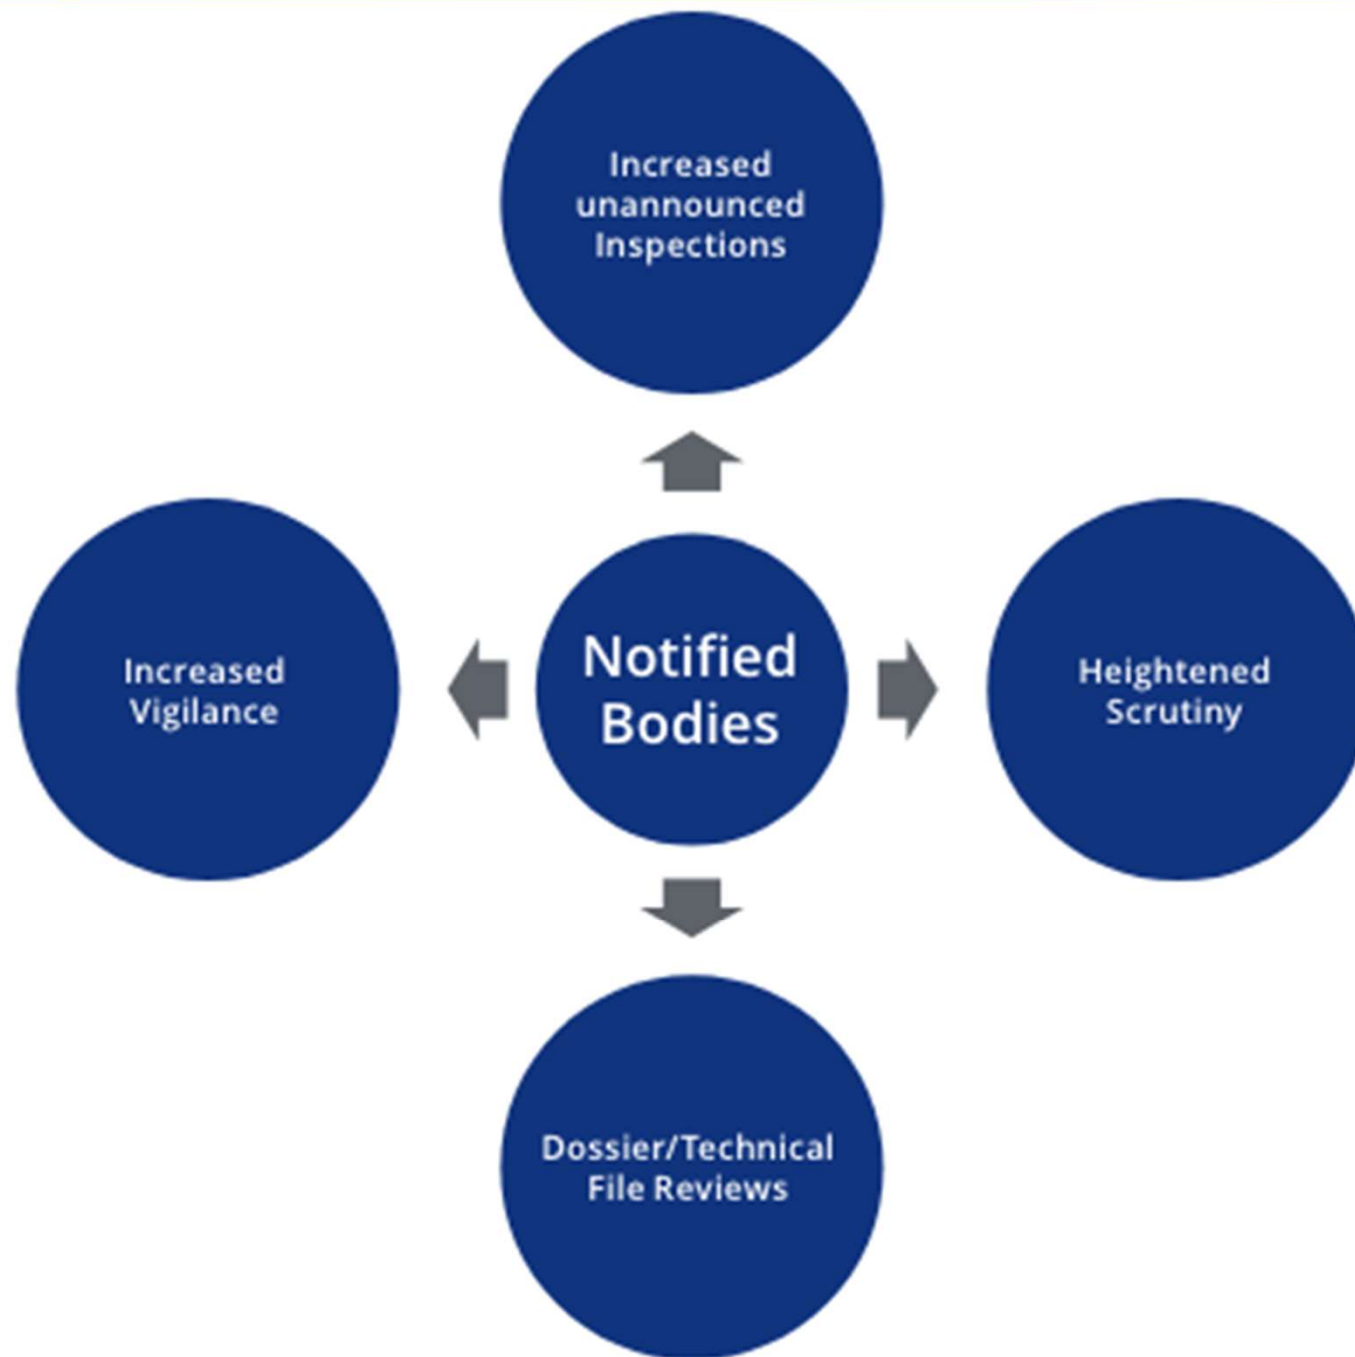 Increased
unannounced
Inspections
Increased
Vigilance
Notified
Bodies
Heightened
Scrutiny
Dossier/Technical
File Reviews